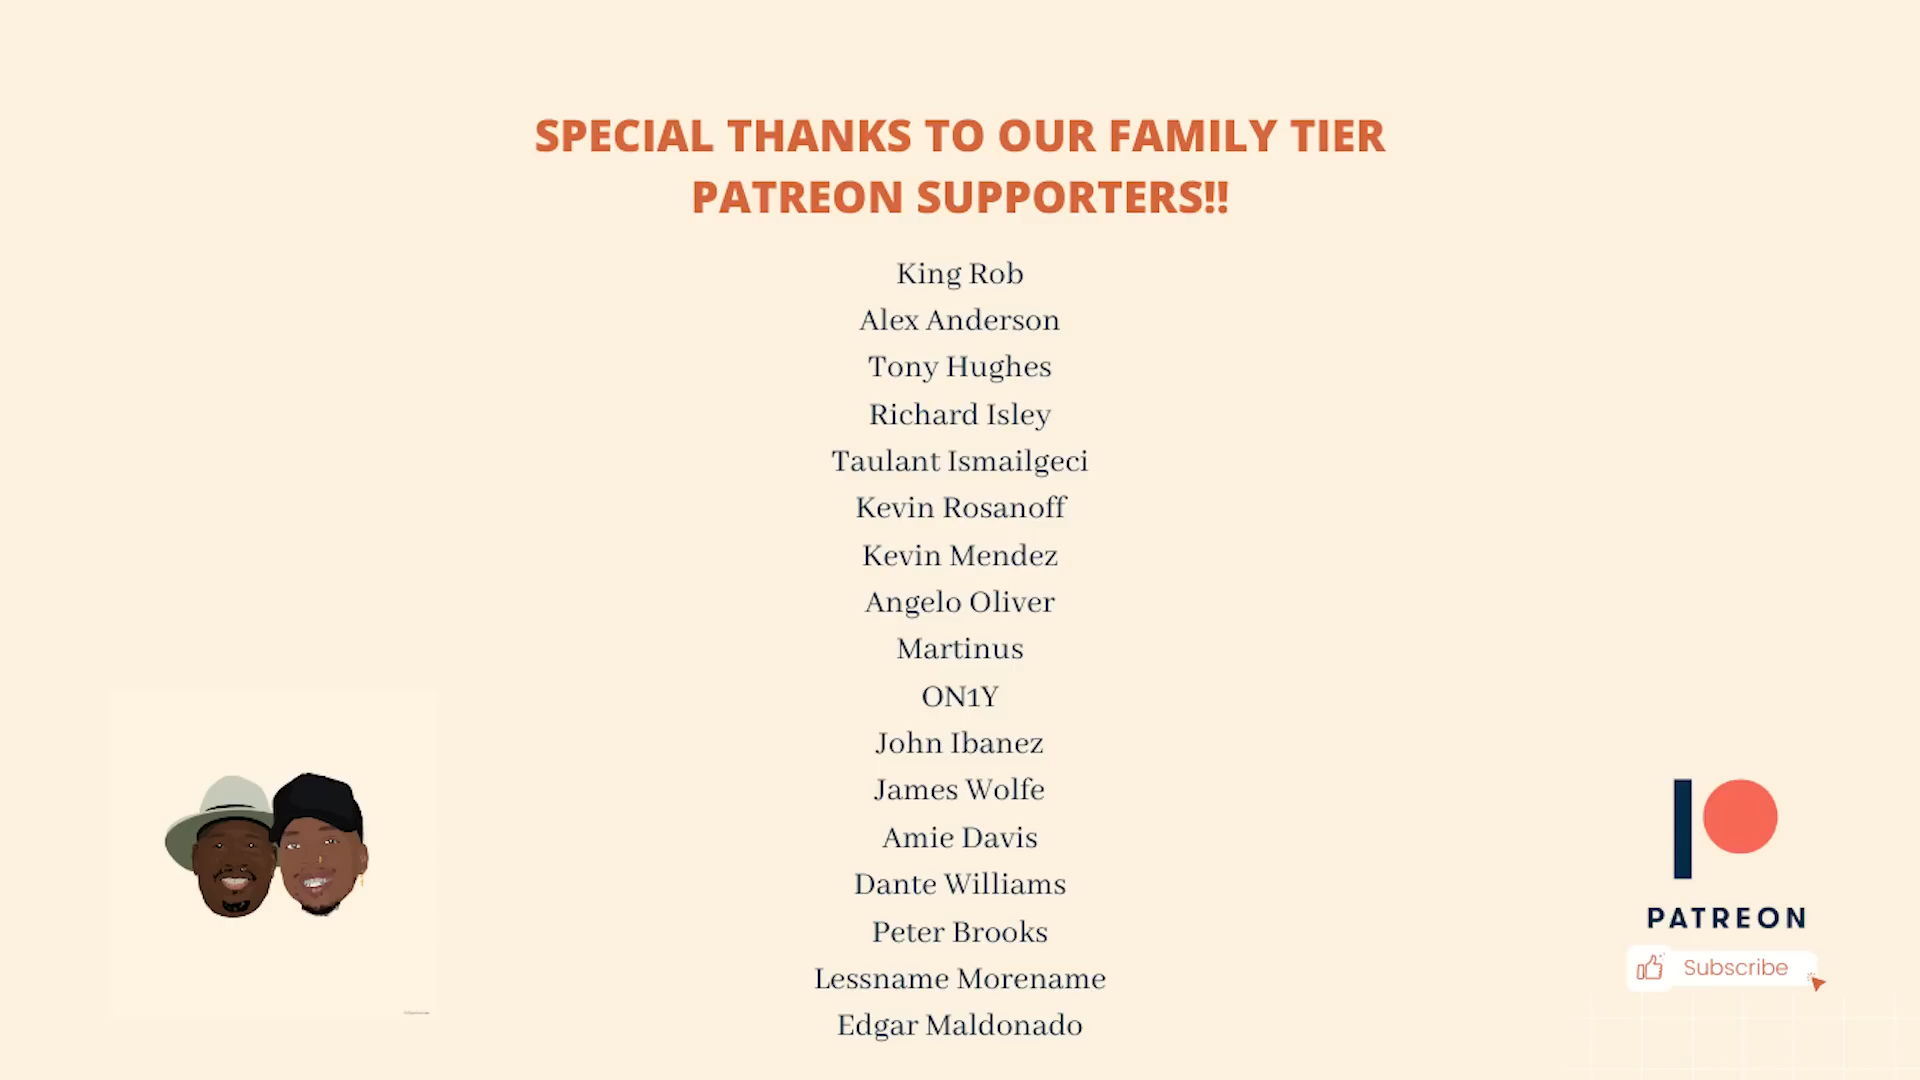 SPECIAL THANKS TO OUR FAMILY TIER
PATREON SUPPORTERS!!
King Rob
Alex Anderson
Tony Hughes
Richard Isley
Taulant Ismailgeci
Kevin Rosanoff
Kevin Mendez
Angelo Oliver
Martinus
ON1Y
John Ibanez
James Wolfe
Amie Davis
Dante Williams
Peter Brooks
Lessname Morename
Edgar Maldonado
PATREON
Subscribe